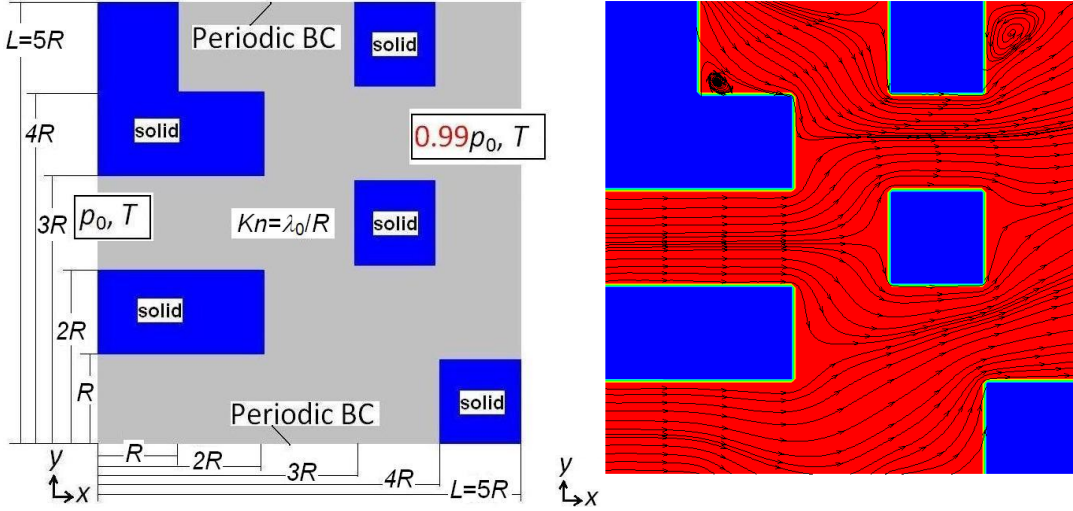 L=5R
Periodic BC
solid
4R
solid
0.99p₀, T
3R
p₀, T
Kn=λ₀/R
solid
solid
2R
R
solid
Periodic BC
y
x
R
2R
3R
4R
L=5R
y
x